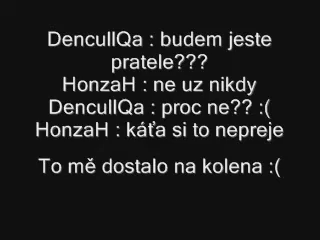 DencullQa : budem jeste
pratele???
HonzaH : ne uz nikdy
DencullQa : proc ne?? :(
HonzaH : káťa si to nepreje
To mě dostalo na kolena :(